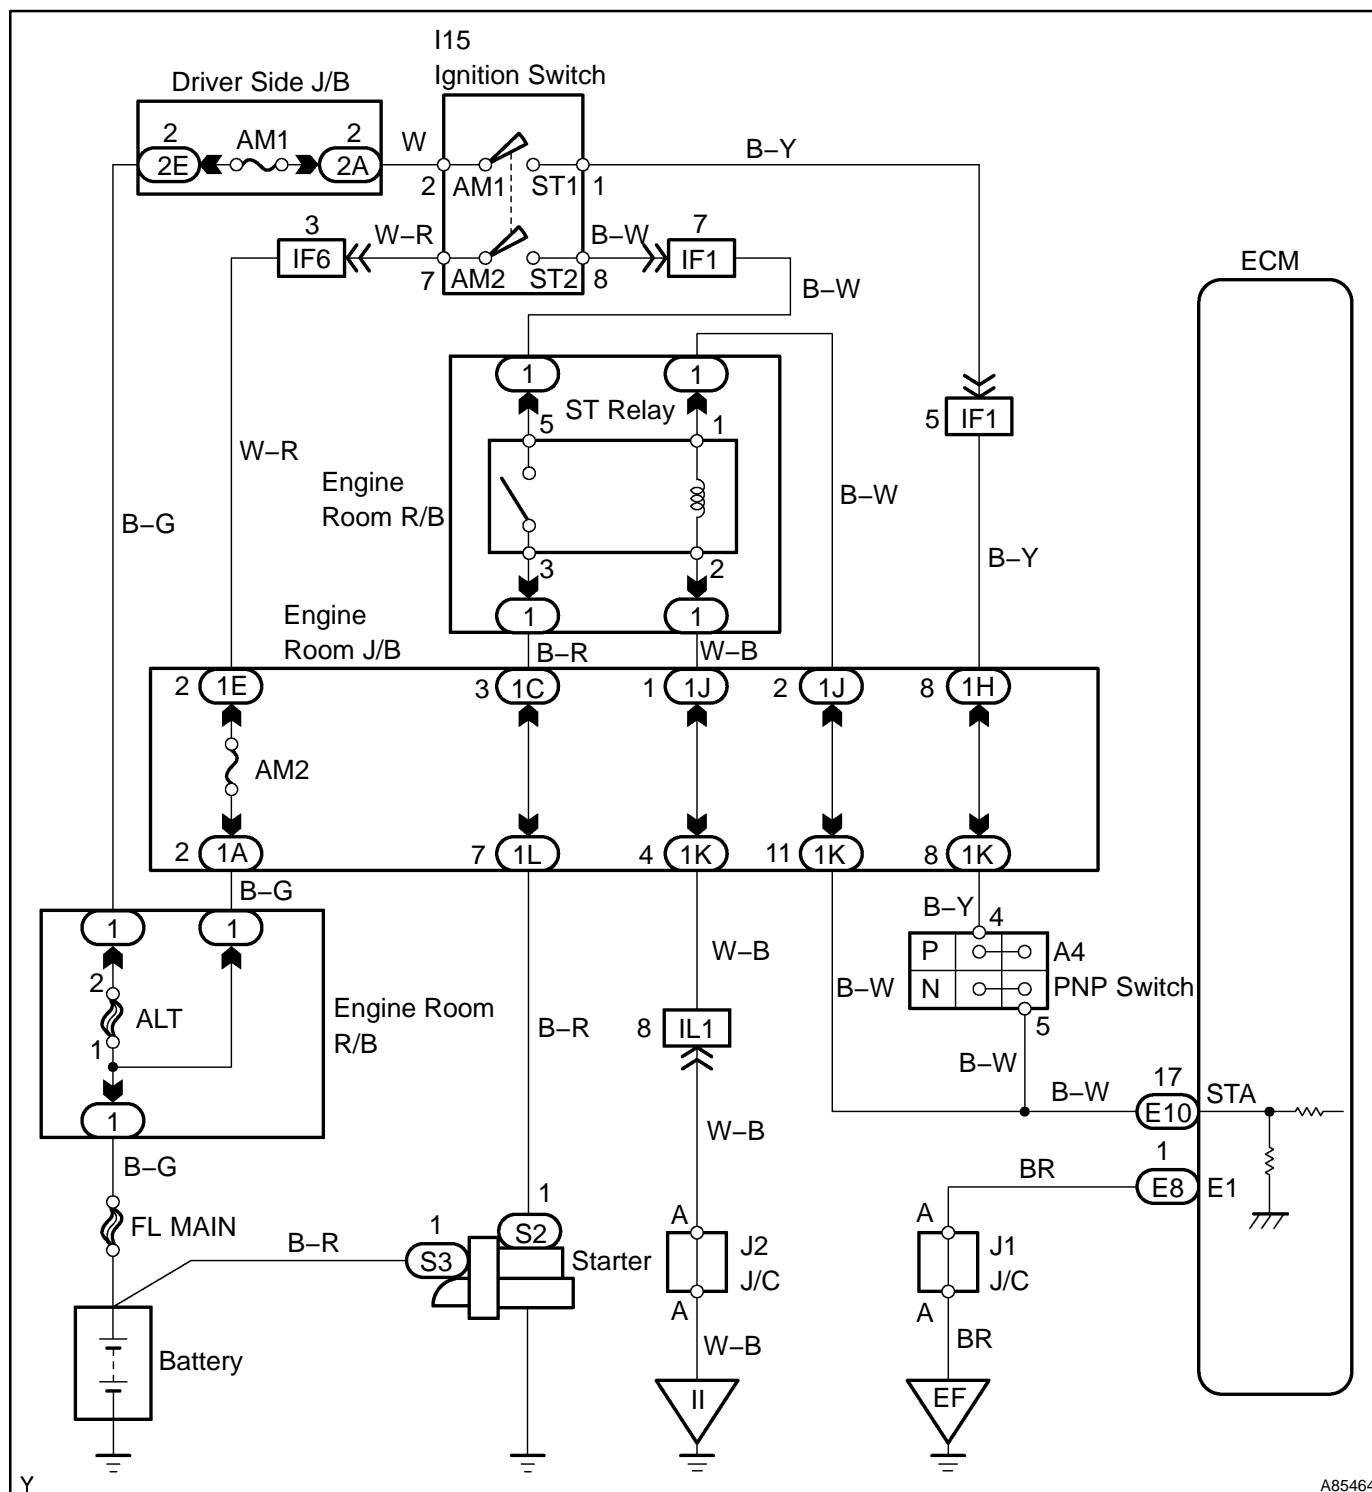 I15
Ignition Switch
Driver Side J/B
2 AM1 2
2E 2A
W
2 AM1 ST1 1
B–Y
3
IF6
W–R
7 AM2 ST2 8
B–W
7
IF1
B–W
ECM
1 1
ST Relay
5 1
5 IF1
W–R
Engine
Room R/B
B–W
B–G
B–Y
3 2
1 1
Engine
Room J/B
B–R W–B
2 1E 3 1C 1 1J 2 1J 8 1H
AM2
2 1A 7 1L 4 1K 11 1K 8 1K
B–G
B–Y 4
1 1
P A4
N PNP Switch
5
W–B
B–W
2
ALT
1
Engine Room
R/B
B–R
8 IL1
B–W
1
B–W 17
E10 STA
W–B
B–G
1
BR
E8 E1
FL MAIN
B–R
1
S3
1
S2
Starter
A
J2
J/C
A
A
J1
J/C
A
Battery
W–B
BR
II
EF
Y
A85464